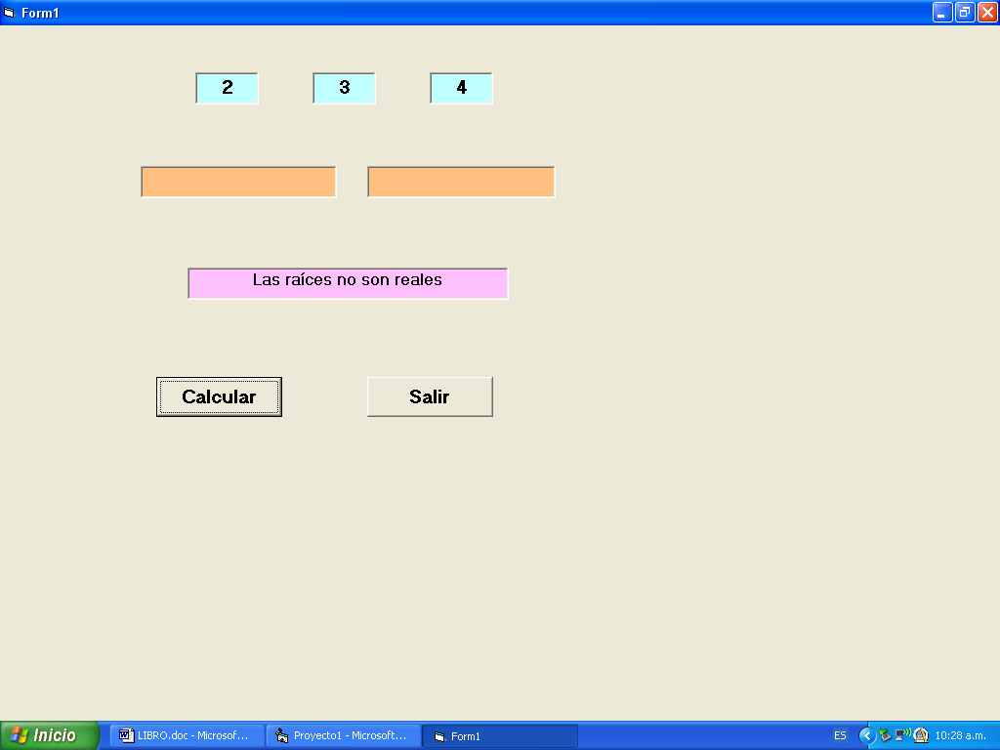 Form1
2 3 4
Las raíces no son reales
Calcular Salir
Inicio LIBRO.doc - Microsof... Proyecto1 - Microsoft... Form1 ES 10:28 a.m.